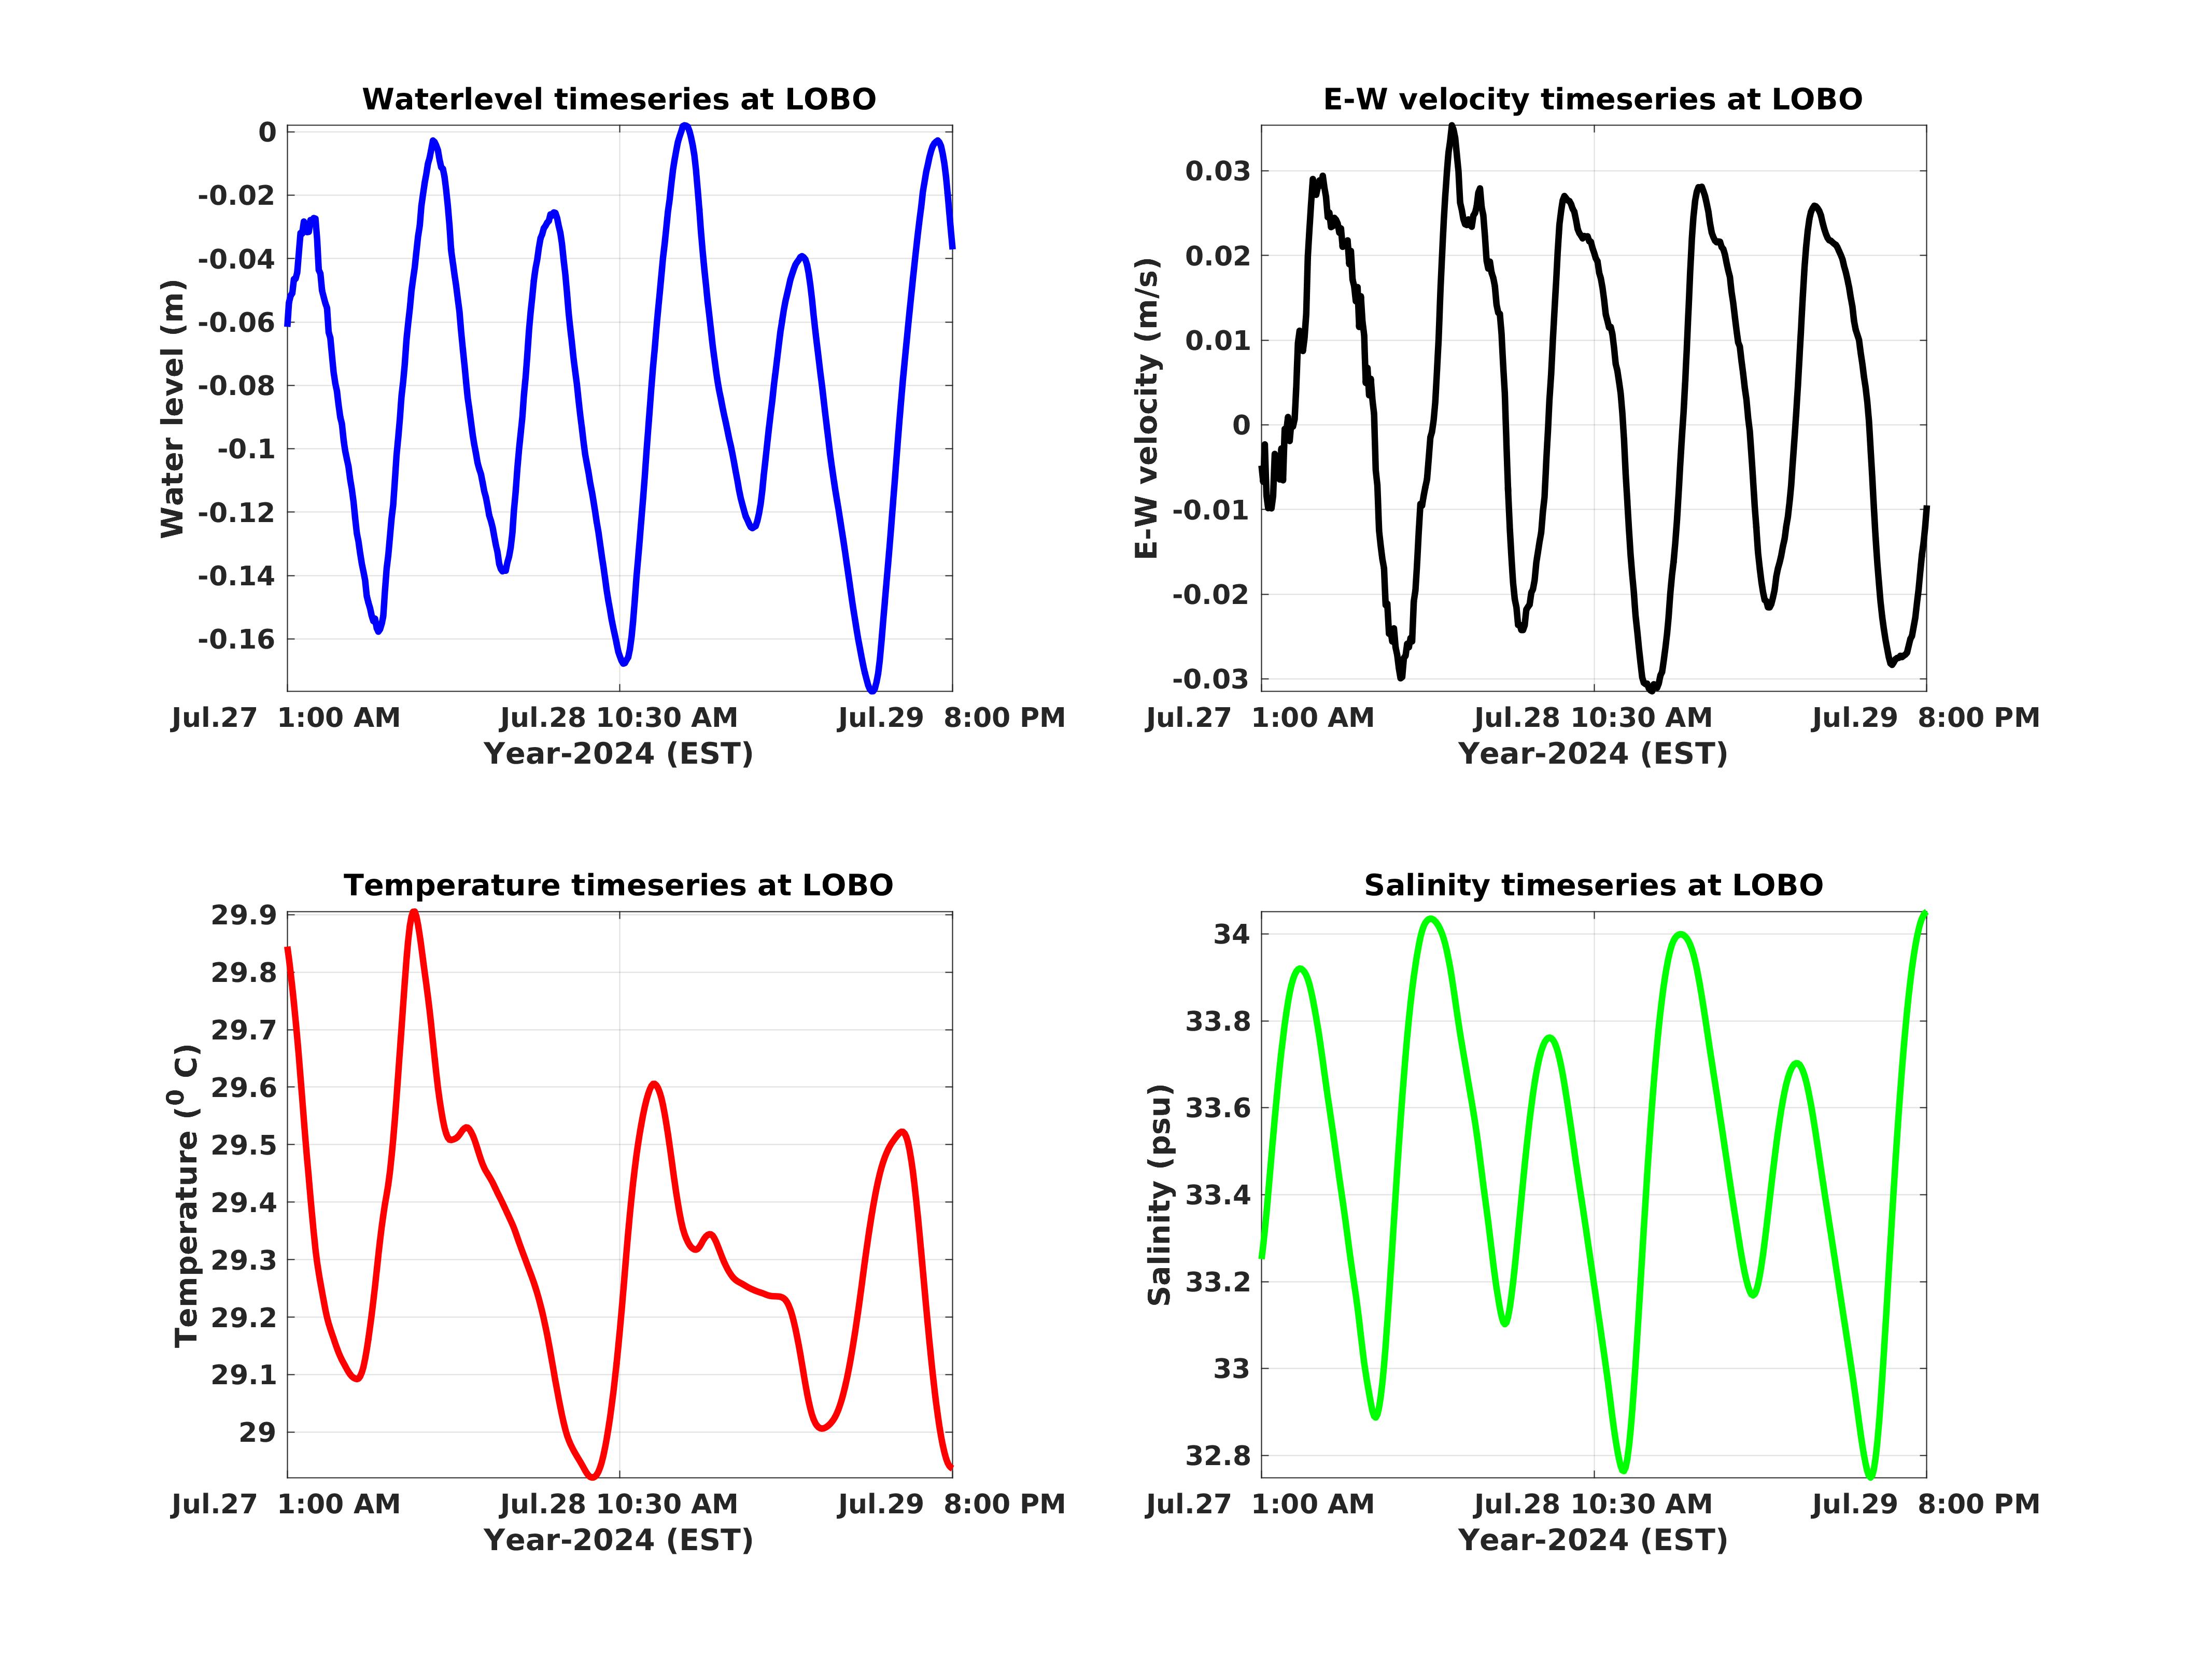 Waterlevel timeseries at LOBO
0
-0.02
-0.04
-0.06
-0.08
-0.1
-0.12
-0.14
-0.16
Water level (m)
Jul.27 1:00 AM Jul.28 10:30 AM Jul.29 8:00 PM
Year-2024 (EST)
E-W velocity timeseries at LOBO
0.03
0.02
0.01
0
-0.01
-0.02
-0.03
E-W velocity (m/s)
Jul.27 1:00 AM Jul.28 10:30 AM Jul.29 8:00 PM
Year-2024 (EST)
Temperature timeseries at LOBO
29.9
29.8
29.7
29.6
29.5
29.4
29.3
29.2
29.1
29
Temperature (⁰ C)
Jul.27 1:00 AM Jul.28 10:30 AM Jul.29 8:00 PM
Year-2024 (EST)
Salinity timeseries at LOBO
34
33.8
33.6
33.4
33.2
33
32.8
Salinity (psu)
Jul.27 1:00 AM Jul.28 10:30 AM Jul.29 8:00 PM
Year-2024 (EST)